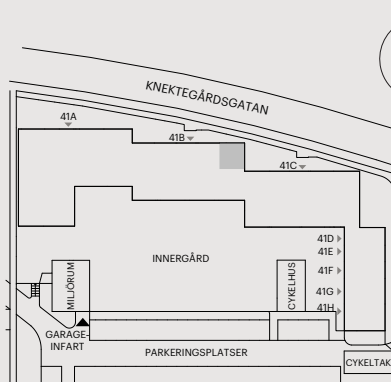 KNEKTEGÅRDSGATAN
41A
41B
41C
41D
41E
INNERGÅRD
41F
MILJÖRUM
CYKELHUS
41G
41H
GARAGE-
INFART
PARKERINGSPLATSER
CYKELTAK